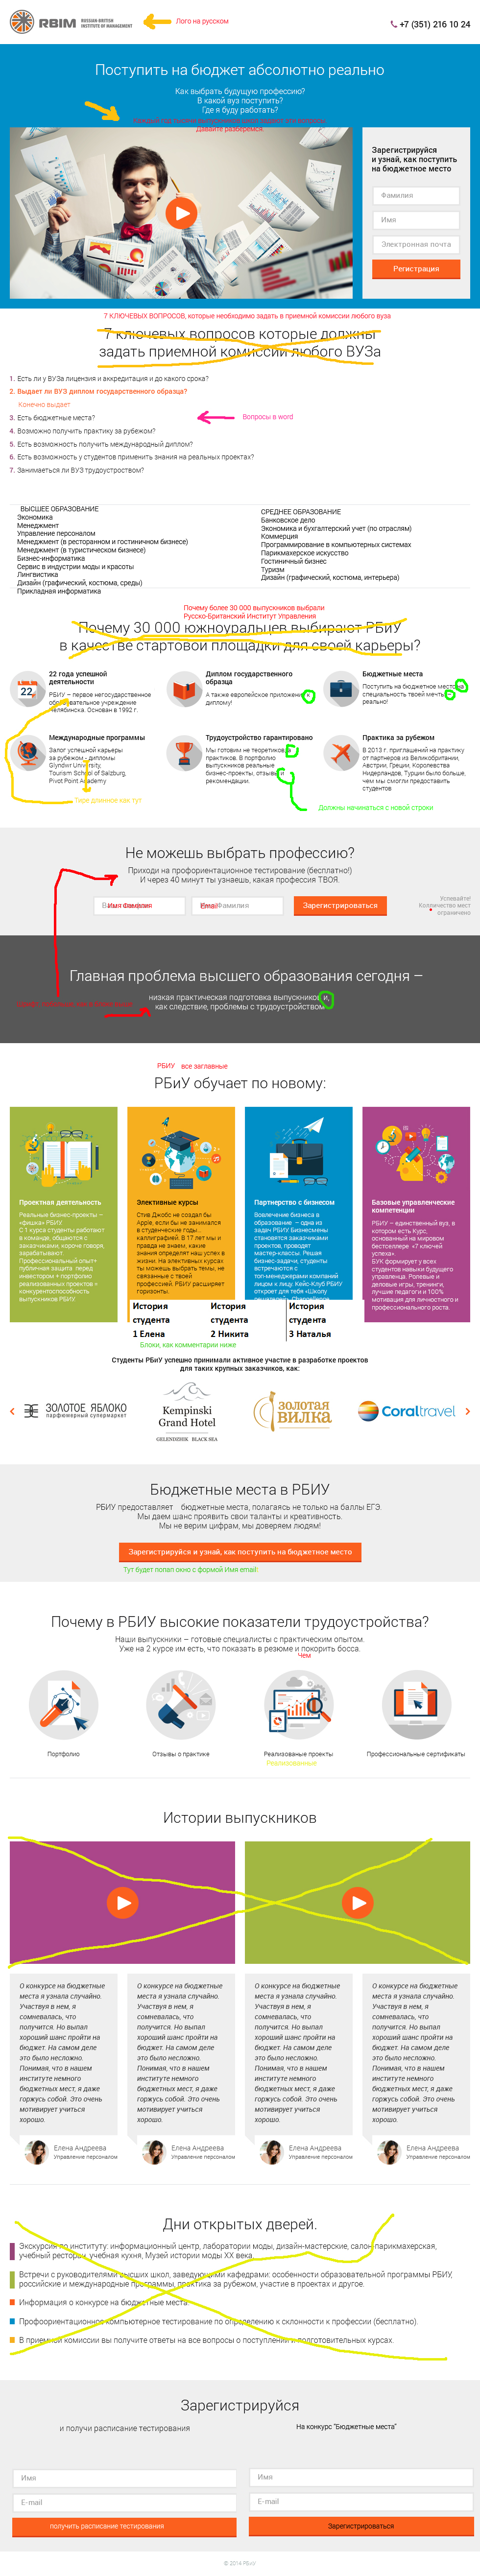 RBIM
RUSSIAN-BRITISH
INSTITUTE OF MANAGEMENT
Лого на русском
+7 (351) 216 10 24
Поступить на бюджет абсолютно реально
Как выбрать будущую профессию?
В какой вуз поступить?
Где я буду работать?
Давайте разберемся.
Зарегистрируйся
и узнай, как поступить
на бюджетное место
Фамилия
Имя
Электронная почта
Регистрация
22
7 КЛЮЧЕВЫХ ВОПРОСОВ, которые необходимо задать в приемной комиссии любого вуза
7 ключевых вопросов которые должны
задать приемной комиссии любого ВУЗа
1. Есть ли у ВУЗа лицензия и аккредитация и до какого срока?
2. Выдает ли ВУЗ диплом государственного образца?
Конечно выдает
3. Есть бюджетные места?
Вопросы в word
4. Возможно получить практику за рубежом?
5. Есть возможность получить международный диплом?
6. Есть возможность у студентов применить знания на реальных проектах?
7. Занимаеться ли ВУЗ трудоустроством?
ВЫСШЕЕ ОБРАЗОВАНИЕ
Экономика
Менеджмент
Управление персоналом
Менеджмент (в ресторанном и гостиничном бизнесе)
Менеджмент (в туристическом бизнесе)
Бизнес-информатика
Сервис в индустрии моды и красоты
Лингвистика
Дизайн (графический, костюма, среды)
Прикладная информатика
СРЕДНЕЕ ОБРАЗОВАНИЕ
Банковское дело
Экономика и бухгалтерский учет (по отраслям)
Коммерция
Программирование в компьютерных системах
Парикмахерское искусство
Гостиничный бизнес
Туризм
Дизайн (графический, костюма, интерьера)
Почему более 30 000 выпускников выбрали
Русско-Британский Институт Управления
Почему 30 000 южноуральцев выбирают РБиУ
в качестве стартовой площадки для своей карьеры?
22 года успешной
деятельности
РБИУ – первое негосударственное
образовательное учреждение
Челябинска. Основан в 1992 г.
Диплом государственного
образца
А также европейское приложение к
диплому!
Бюджетные места
Поступить на бюджетное место
специальность твоей мечты
реально!
Международные программы
Залог успешной карьеры
за рубежом дипломы
Glyndwr University,
Tourism School of Salzburg,
Pivot Point Academy
Тире длинное как тут
Трудоустройство гарантировано
Мы готовим не теоретиков
практиков. В портфолио
выпускников реальные
бизнес-проекты, отзывы и
рекомендации.
Практика за рубежом
В 2013 г. приглашений на практику
от партнеров из Великобритании,
Австрии, Греции, Королевства
Нидерландов, Турции было больше,
чем мы смогли предоставить
студентов
Должны начинаться с новой строки
Не можешь выбрать профессию?
Приходи на профориентационное тестирование (бесплатно!)
И через 40 минут ты узнаешь, какая профессия ТВОЯ.
Имя Фамилия
Зарегистрироваться
Успевайте!
Колличество мест
ограничено
Главная проблема высшего образования сегодня –
низкая практическая подготовка выпускников и,
как следствие, проблемы с трудоустройством
РБИУ все заглавные
РБиУ обучает по новому:
Проектная деятельность
Реальные бизнес-проекты –
«фишка» РБИУ
С 1 курса студенты работают
в команде, общаются с
заказчиками, короче говоря,
зарабатывают.
Профессиональный опыт+
публичная защита перед
инвестором + портфолио
реализованных проектов =
конкурентоспособность
выпускников РБИУ
Элективные курсы
Стив Джобс не создал бы
Apple, если бы не занимался
в студенческие годы...
каллиграфией. В 17 лет мы и
правда не знаем, какие
знания определят наш успех в
жизни. На элективных курсах
ты можешь выбрать темы, не
связанные с твоей
профессией. РБИУ расширяет
горизонты.
Партнерство с бизнесом
Вовлечение бизнеса в
образование – одна из
задач РБИУ. Бизнесмены
становятся заказчиками
проектов, проводят
мастер-классы. Решая
бизнес-задачи, студенты
встречаются с
топ-менеджерами компаний
лицом к лицу. Кейс-Клуб РБИУ
откроет для тебя «Школу
Базовые управленческие
компетенции
РБИУ – единственный вуз, в
котором есть Курс,
основанный на мировом
бестселлере «7 ключей
успеха».
БУК формирует у всех
студентов навыки будущего
управленца. Ролевые и
деловые игры, тренинги,
лучшие педагоги и 100%
мотивация для личностного и
профессионального роста.
История
студента
1 Елена
История
студента
2 Никита
История
студента
3 Наталья
Блоки, как комментарии ниже
Студенты РБиУ успешно принимали активное участие в разработке проектов
для таких крупных заказчиков, как:
ЗОЛОТОЕ ЯБЛОКО
парфюмерный супермаркет
Kempinski
Grand Hotel
GELENDZHIK BLACK SEA
ЗОЛОТАЯ
ВИЛКА
Coraltravel
Бюджетные места в РБИУ
РБИУ предоставляет бюджетные места, полагаясь не только на баллы ЕГЭ.
Мы даем шанс проявить свои таланты и креативность.
Мы не верим цифрам, мы доверяем людям!
Зарегистрируйся и узнай, как поступить на бюджетное место
Тут будет попап окно с формой Имя email
Почему в РБИУ высокие показатели трудоустройства?
Наши выпускники – готовые специалисты с практическим опытом.
Уже на 2 курсе им есть, что показать в резюме и покорить босса.
Чем
Портфолио
Отзывы о практике
Реализованые проекты
Реализованные
Профессиональные сертификаты
Истории выпускников
О конкурсе на бюджетные
места я узнала случайно.
Участвуя в нем, я
сомневалась, что
получится. Но выпал
хороший шанс пройти на
бюджет. На самом деле
это было несложно.
Понимая, что в нашем
институте немного
бюджетных мест, я даже
горжусь собой. Это очень
мотивирует учиться
хорошо.
Елена Андреева
Управление персоналом
О конкурсе на бюджетные
места я узнала случайно.
Участвуя в нем, я
сомневалась, что
получится. Но выпал
хороший шанс пройти на
бюджет. На самом деле
это было несложно.
Понимая, что в нашем
институте немного
бюджетных мест, я даже
горжусь собой. Это очень
мотивирует учиться
хорошо.
Елена Андреева
Управление персоналом
О конкурсе на бюджетные
места я узнала случайно.
Участвуя в нем, я
сомневалась, что
получится. Но выпал
хороший шанс пройти на
бюджет. На самом деле
это было несложно.
Понимая, что в нашем
институте немного
бюджетных мест, я даже
горжусь собой. Это очень
мотивирует учиться
хорошо.
Елена Андреева
Управление персоналом
О конкурсе на бюджетные
места я узнала случайно.
Участвуя в нем, я
сомневалась, что
получится. Но выпал
хороший шанс пройти на
бюджет. На самом деле
это было несложно.
Понимая, что в нашем
институте немного
бюджетных мест, я даже
горжусь собой. Это очень
мотивирует учиться
хорошо.
Елена Андреева
Управление персоналом
Дни открытых дверей.
Экскурсия по институту: информационный центр, лаборатории моды, дизайн-мастерские, салон-парикмахерская,
учебный ресторан, учебная кухня, Музей истории моды XX века.
Встречи с руководителями высших школ, заведующими кафедрами: особенности образовательной программы РБИУ,
российские и международные программы, практика за рубежом, участие в проектах и другое.
Информация о конкурсе на бюджетные места.
Профоориентационное компьютерное тестирование по определению к склонности к профессии (бесплатно).
В приемной комиссии вы получите ответы на все вопросы о поступлении и подготовительных курсах.
Зарегистрируйся
и получи расписание тестирования
На конкурс "Бюджетные места"
Имя
E-mail
получить расписание тестирования
Имя
E-mail
Зарегистрироваться
© 2014 РБиУ